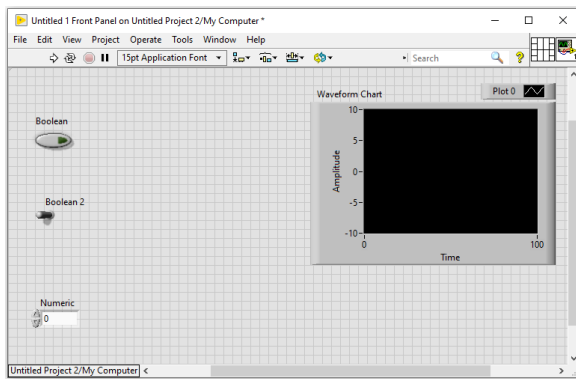 Untitled 1 Front Panel on Untitled Project 2/My Computer *
File Edit View Project Operate Tools Window Help
15pt Application Font Search
Waveform Chart Plot 0
Boolean
Boolean 2
Numeric
0
Amplitude
10
5
0
-5
-10
0 100
Time
Untitled Project 2/My Computer